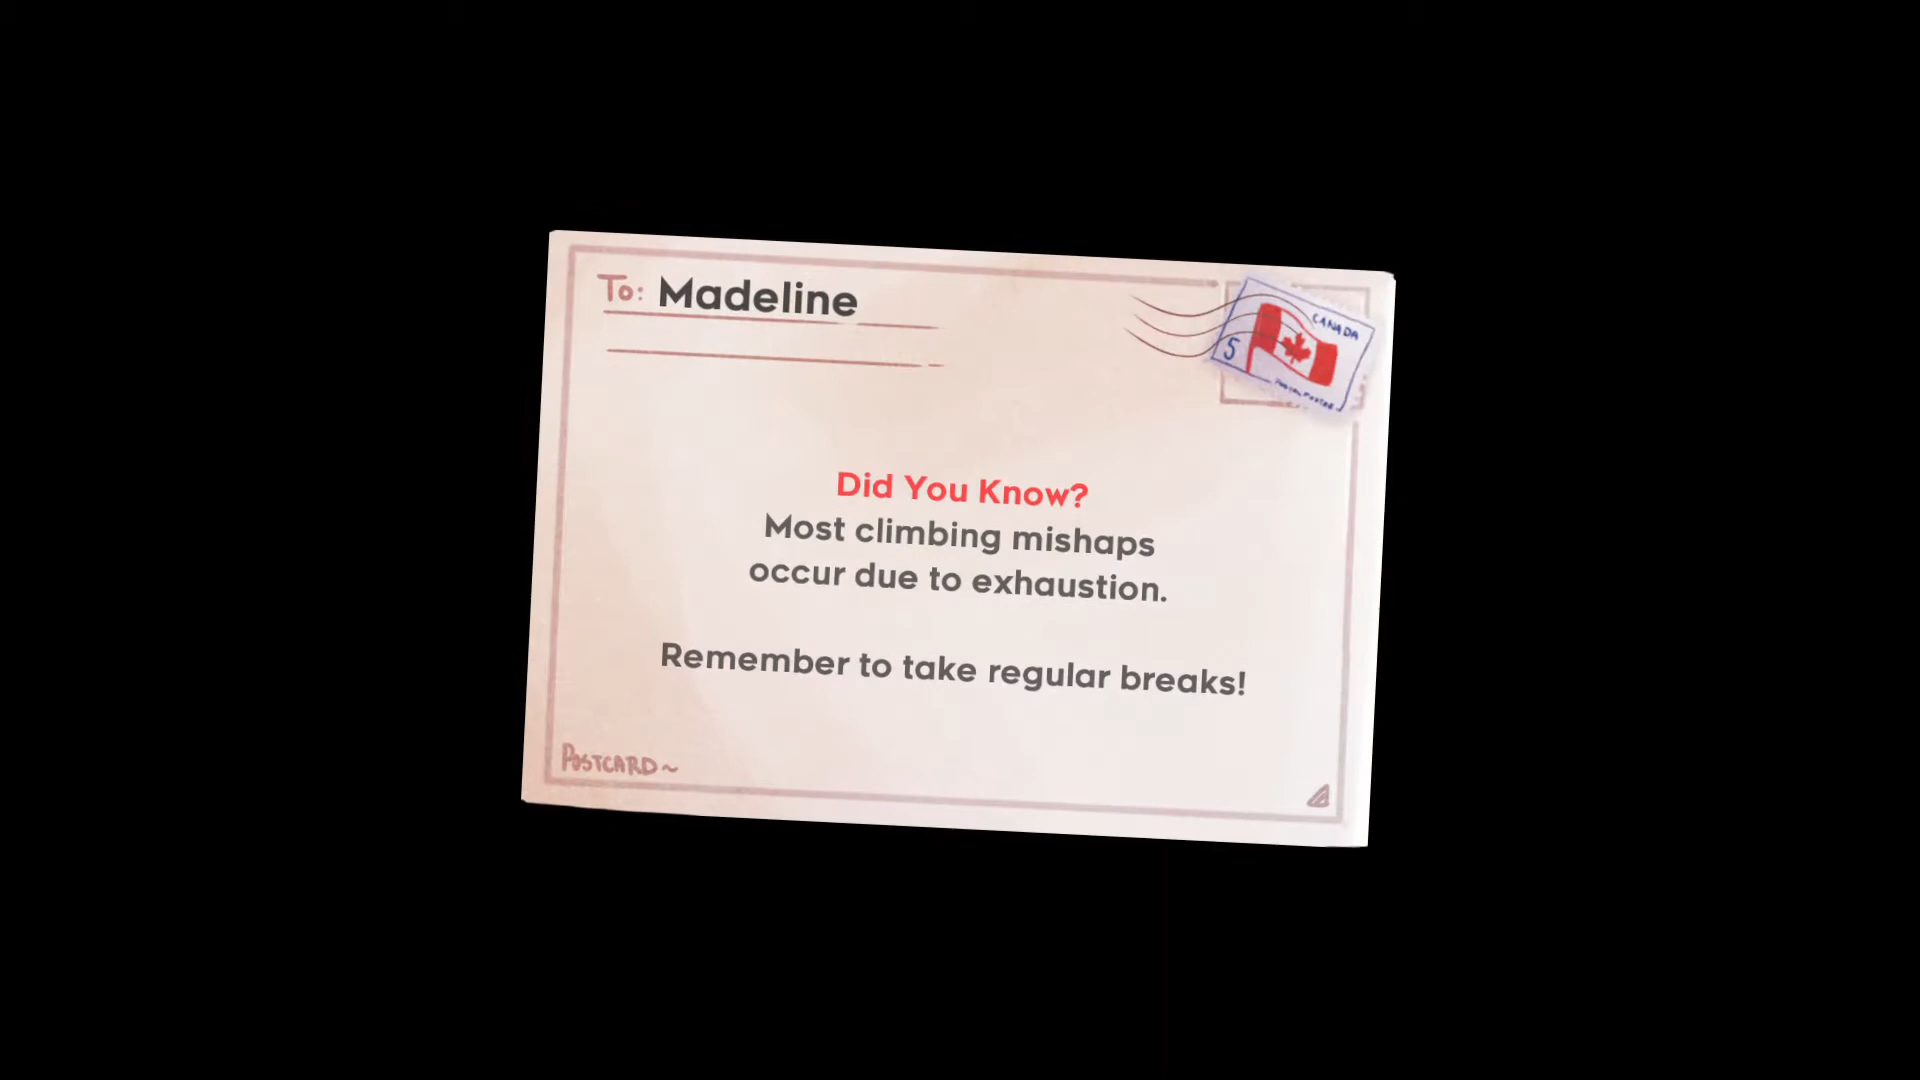 To: Madeline
CANADA
5
Did You Know?
Most climbing mishaps
occur due to exhaustion.
Remember to take regular breaks!
POSTCARD~